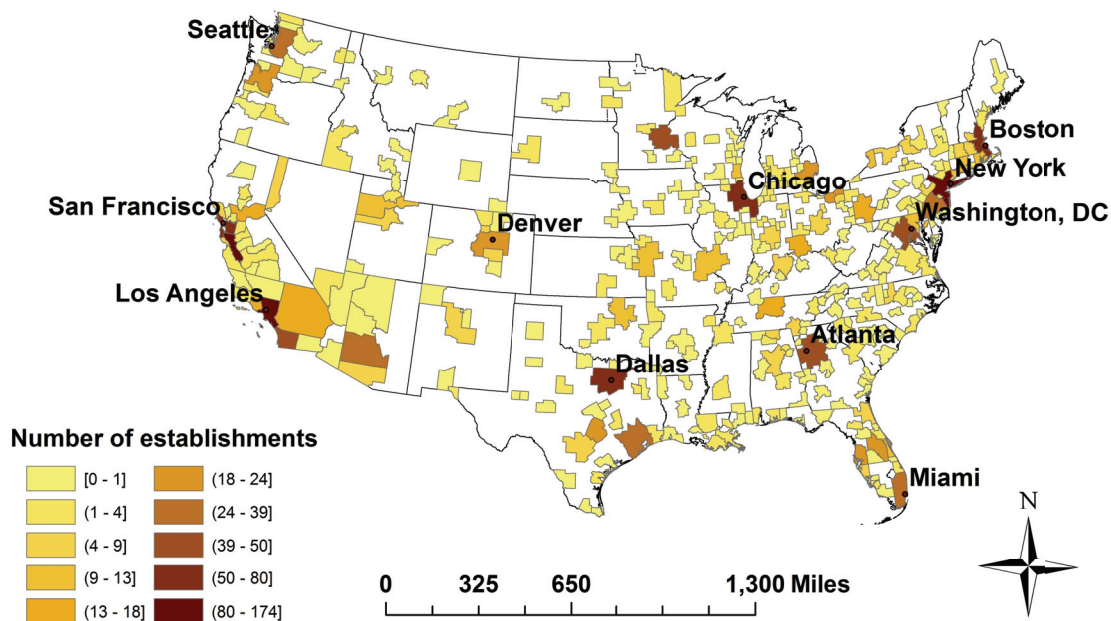 Seattle
Boston
New York
Chicago
San Francisco
Washington, DC
Denver
Los Angeles
Atlanta
Dallas
Number of establishments
[0 - 1]
(18 - 24]
(1 - 4]
(24 - 39]
Miami
N
(4 - 9]
(39 - 50]
(9 - 13]
(50 - 80]
0 325 650 1,300 Miles
(13 - 18]
(80 - 174]